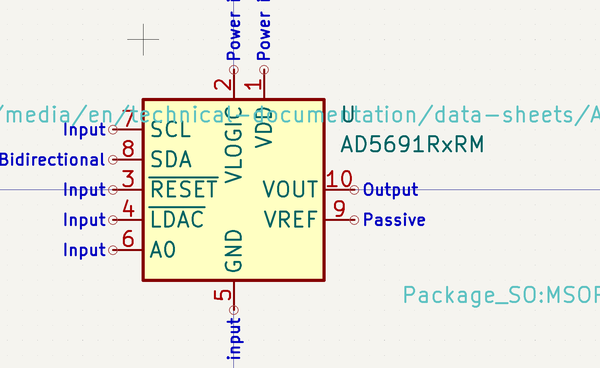 Power i
Power i
2
1
/media/en/technical-documentation/data-sheets/A
U
AD5691RxRM
Input 7 SCL
Bidirectional 8 SDA
Input 3 RESET
Input 4 LDAC
Input 6 A0
VLOGIC
VDD
VOUT 10 Output
VREF 9 Passive
GND
5
input
Package_SO:MSOP